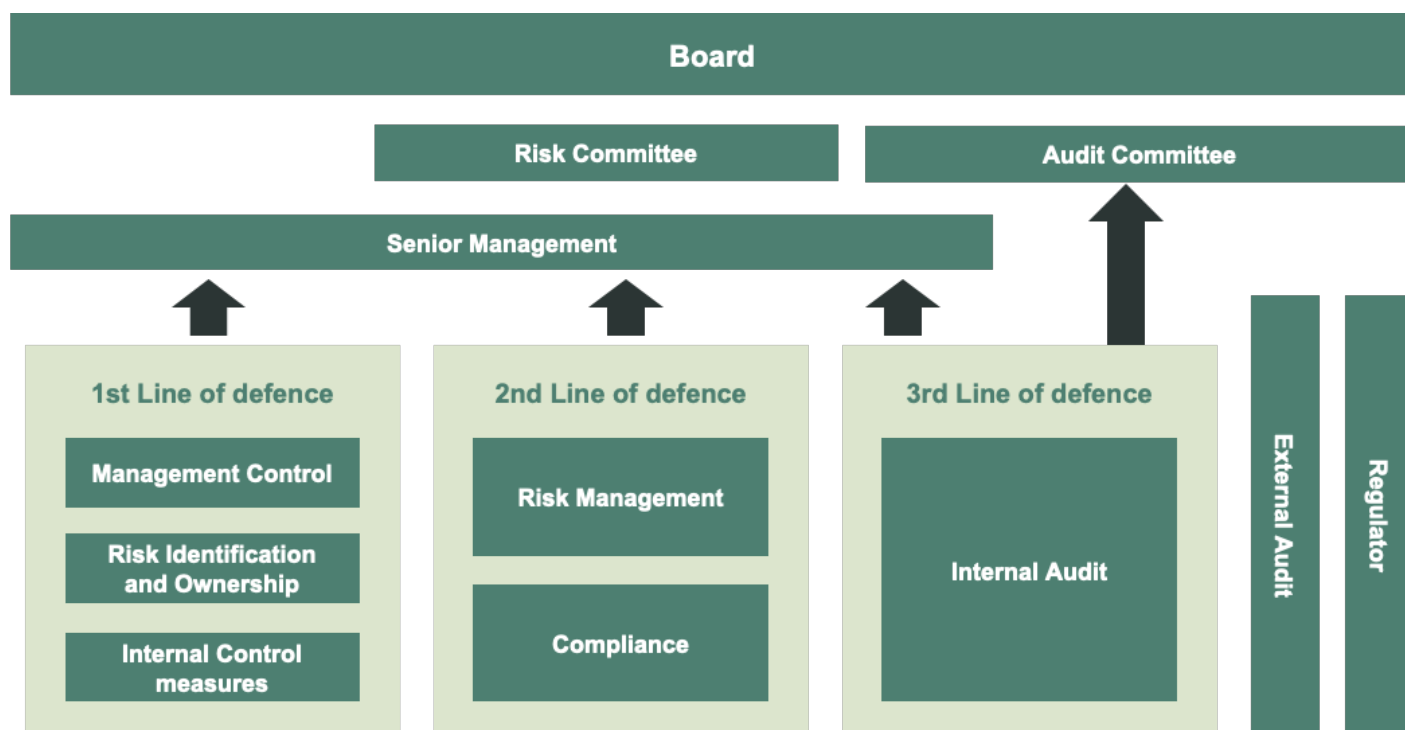 Board
Risk Committee
Audit Committee
Senior Management
1st Line of defence
Management Control
Risk Identification
and Ownership
Internal Control
measures
2nd Line of defence
Risk Management
Compliance
3rd Line of defence
Internal Audit
External Audit
Regulator